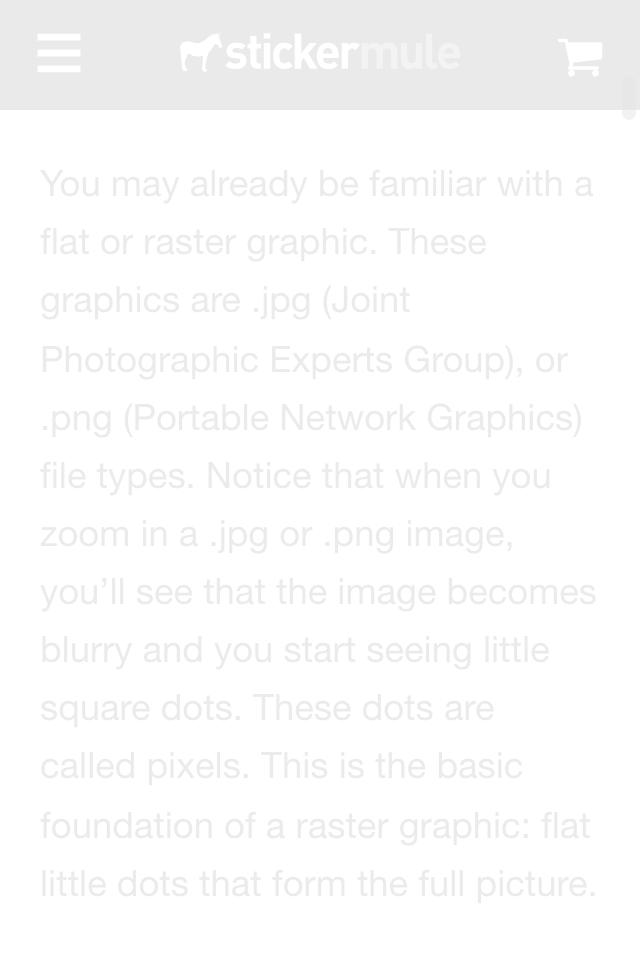 stickermule
You may already be familiar with a
flat or raster graphic. These
graphics are .jpg (Joint
Photographic Experts Group), or
.png (Portable Network Graphics)
file types. Notice that when you
zoom in a .jpg or .png image,
you’ll see that the image becomes
blurry and you start seeing little
square dots. These dots are
called pixels. This is the basic
foundation of a raster graphic: flat
little dots that form the full picture.